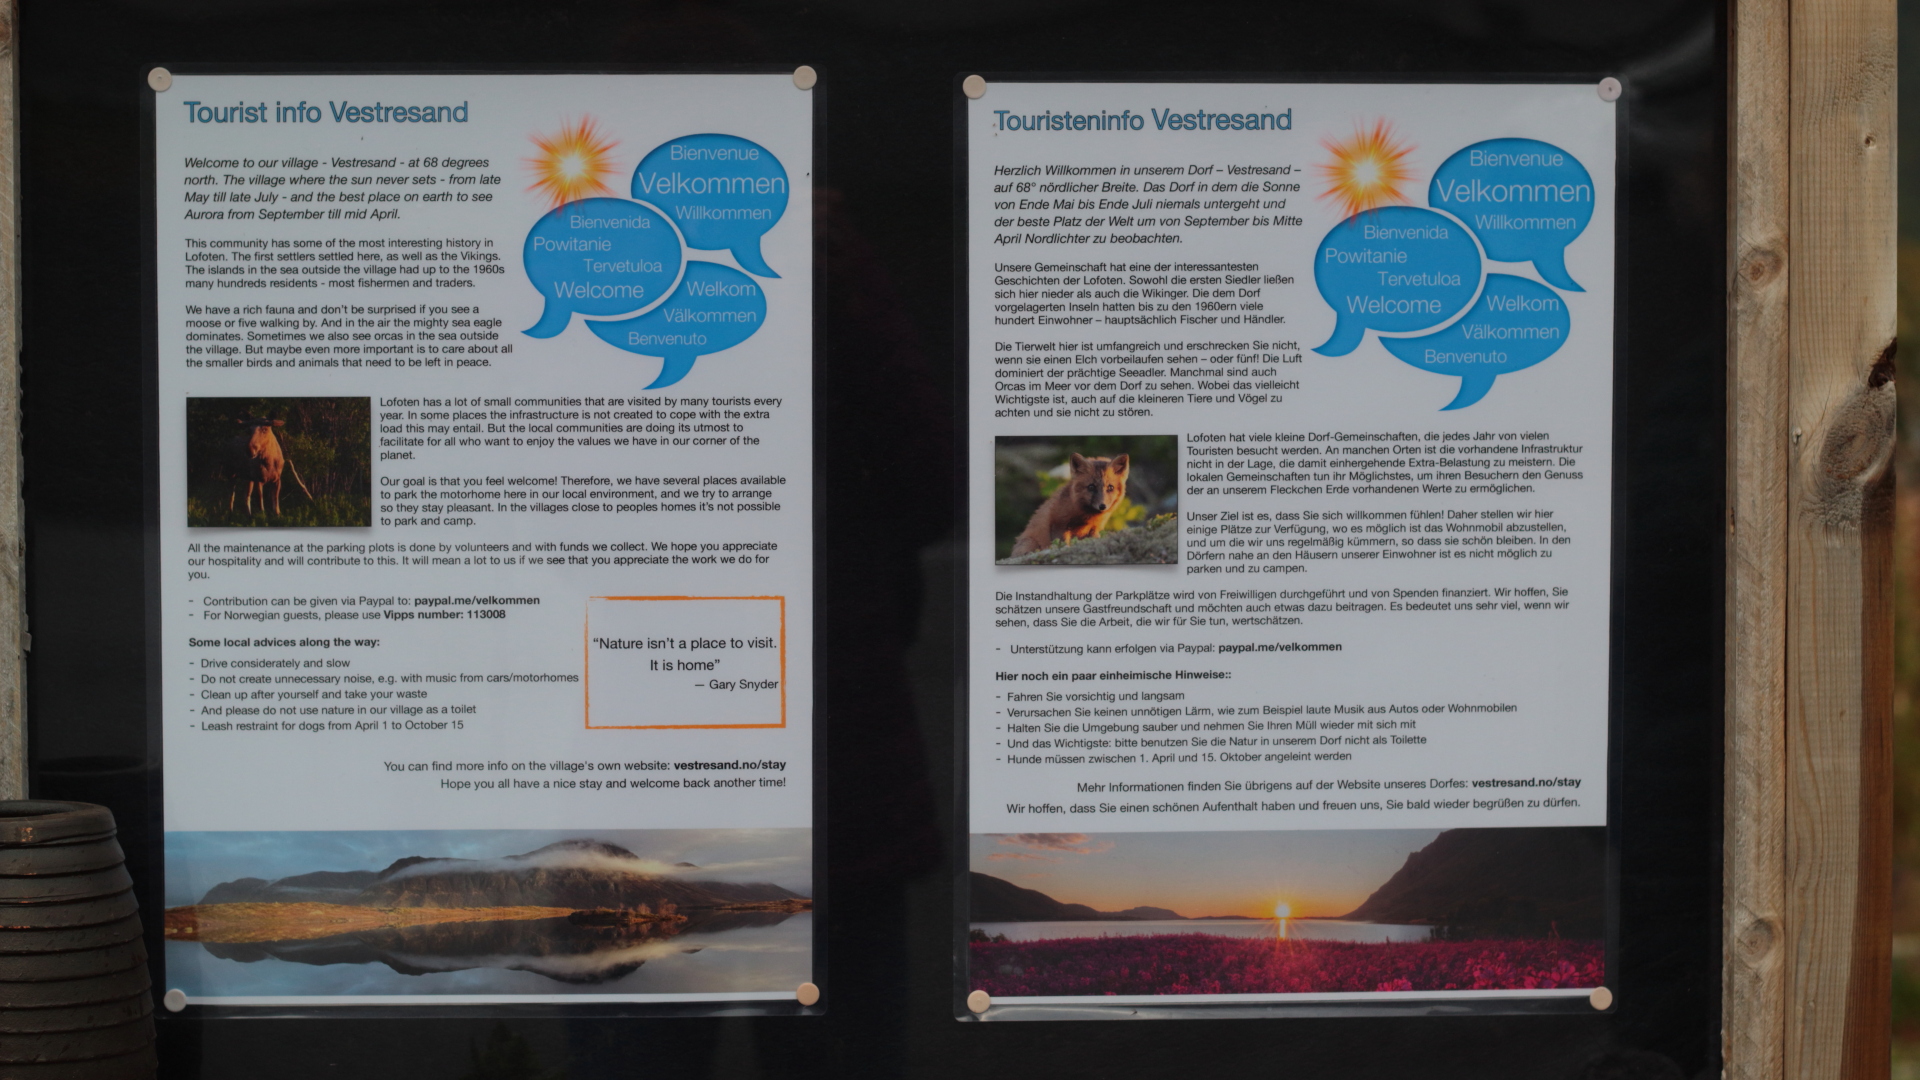 Tourist info Vestresand
Welcome to our village - Vestresand - at 68 degrees
north. The village where the sun never sets - from late
May till late July - and the best place on earth to see
Aurora from September till mid April.
This community has some of the most interesting history in
Lofoten. The first settlers settled here, as well as the Vikings.
The islands in the sea outside the village had up to the 1960s
many hundreds residents - most fishermen and traders.
We have a rich fauna and don't be surprised if you see a
moose or five walking by. And in the air the mighty sea eagle
dominates. Sometimes we also see orcas in the sea outside
the village. But maybe even more important is to care about all
the smaller birds and animals that need to be left in peace.
Bienvenue
Velkommen
Willkommen
Bienvenida
Powitanie
Tervetuloa
Welcome
Welkom
Välkommen
Benvenuto
Lofoten has a lot of small communities that are visited by many tourists every
year. In some places the infrastructure is not created to cope with the extra
load this may entail. But the local communities are doing its utmost to
facilitate for all who want to enjoy the values we have in our corner of the
planet.
Our goal is that you feel welcome! Therefore, we have several places available
to park the motorhome here in our local environment, and we try to arrange
so they stay pleasant. In the villages close to peoples homes it's not possible
to park and camp.
All the maintenance at the parking plots is done by volunteers and with funds we collect. We hope you appreciate
our hospitality and will contribute to this. It will mean a lot to us if we see that you appreciate the work we do for
you.
- Contribution can be given via Paypal to: paypal.me/velkommen
- For Norwegian guests, please use Vipps number: 113008
Some local advices along the way:
- Drive considerately and slow
- Do not create unnecessary noise, e.g. with music from cars/motorhomes
- Clean up after yourself and take your waste
- And please do not use nature in our village as a toilet
- Leash restraint for dogs from April 1 to October 15
"Nature isn't a place to visit.
It is home"
— Gary Snyder
You can find more info on the village's own website: vestresand.no/stay
Hope you all have a nice stay and welcome back another time!
Touristeninfo Vestresand
Herzlich Willkommen in unserem Dorf – Vestresand –
auf 68° nördlicher Breite. Das Dorf in dem die Sonne
von Ende Mai bis Ende Juli niemals untergeht und
der beste Platz der Welt um von September bis Mitte
April Nordlichter zu beobachten.
Unsere Gemeinschaft hat eine der interessantesten
Geschichten der Lofoten. Sowohl die ersten Siedler ließen
sich hier nieder als auch die Wikinger. Die dem Dorf
vorgelagerten Inseln hatten bis zu den 1960ern viele
hundert Einwohner – hauptsächlich Fischer und Händler.
Die Tierwelt hier ist umfangreich und erschrecken Sie nicht,
wenn sie einen Elch vorbeilaufen sehen – oder fünf! Die Luft
dominiert der prächtige Seeadler. Manchmal sind auch
Orcas im Meer vor dem Dorf zu sehen. Wobei das vielleicht
Wichtigste ist, auch auf die kleineren Tiere und Vögel zu
achten und sie nicht zu stören.
Bienvenue
Velkommen
Willkommen
Bienvenida
Powitanie
Tervetuloa
Welcome
Welkom
Välkommen
Benvenuto
Lofoten hat viele kleine Dorf-Gemeinschaften, die jedes Jahr von vielen
Touristen besucht werden. An manchen Orten ist die vorhandene Infrastruktur
nicht in der Lage, die damit einhergehende Extra-Belastung zu meistern. Die
lokalen Gemeinschaften tun ihr Möglichstes, um ihren Besuchern den Genuss
der an unserem Fleckchen Erde vorhandenen Werte zu ermöglichen.
Unser Ziel ist es, dass Sie sich willkommen fühlen! Daher stellen wir hier
einige Plätze zur Verfügung, wo es möglich ist das Wohnmobil abzustellen,
und um die wir uns regelmäßig kümmern, so dass sie schön bleiben. In den
Dörfern nahe an den Häusern unserer Einwohner ist es nicht möglich zu
parken und zu campen.
Die Instandhaltung der Parkplätze wird von Freiwilligen durchgeführt und von Spenden finanziert. Wir hoffen, Sie
schätzen unsere Gastfreundschaft und möchten auch etwas dazu beitragen. Es bedeutet uns sehr viel, wenn wir
sehen, dass Sie die Arbeit, die wir für Sie tun, wertschätzen.
- Unterstützung kann erfolgen via Paypal: paypal.me/velkommen
Hier noch ein paar einheimische Hinweise::
- Fahren Sie vorsichtig und langsam
- Verursachen Sie keinen unnötigen Lärm, wie zum Beispiel laute Musik aus Autos oder Wohnmobilen
- Halten Sie die Umgebung sauber und nehmen Sie Ihren Müll wieder mit sich mit
- Und das Wichtigste: bitte benutzen Sie die Natur in unserem Dorf nicht als Toilette
- Hunde müssen zwischen 1. April und 15. Oktober angeleint werden
Mehr Informationen finden Sie übrigens auf der Website unseres Dorfes: vestresand.no/stay
Wir hoffen, dass Sie einen schönen Aufenthalt haben und freuen uns, Sie bald wieder begrüßen zu dürfen.